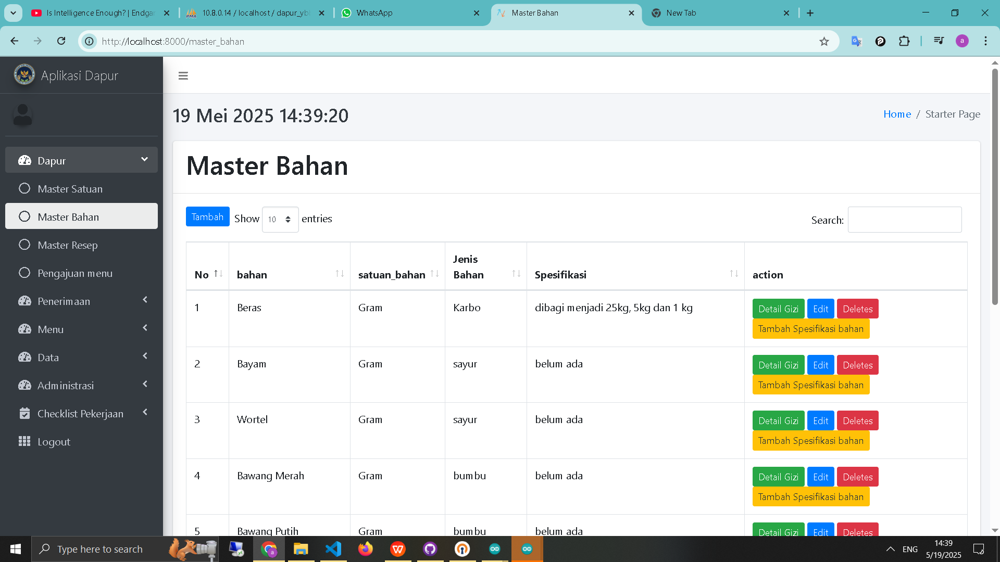 Is Intelligence Enough? | Endgar
10.8.0.14 / localhost / dapur_ybl
WhatsApp
Master Bahan
New Tab
http://localhost:8000/master_bahan
a
Aplikasi Dapur
19 Mei 2025 14:39:20
Home / Starter Page
Dapur
Master Satuan
Master Bahan
Master Resep
Pengajuan menu
Penerimaan
Menu
Data
Administrasi
Checklist Pekerjaan
Logout
Master Bahan
Tambah Show 10 entries
Search:
No bahan satuan_bahan Jenis Bahan Spesifikasi action
1 Beras Gram Karbo dibagi menjadi 25kg, 5kg dan 1 kg Detail Gizi Edit Deletes
Tambah Spesifikasi bahan
2 Bayam Gram sayur belum ada Detail Gizi Edit Deletes
Tambah Spesifikasi bahan
3 Wortel Gram sayur belum ada Detail Gizi Edit Deletes
Tambah Spesifikasi bahan
4 Bawang Merah Gram bumbu belum ada Detail Gizi Edit Deletes
Tambah Spesifikasi bahan
5 Bawang Putih Gram bumbu belum ada Detail Gizi Edit Deletes
Type here to search
ENG
14:39
5/19/2025